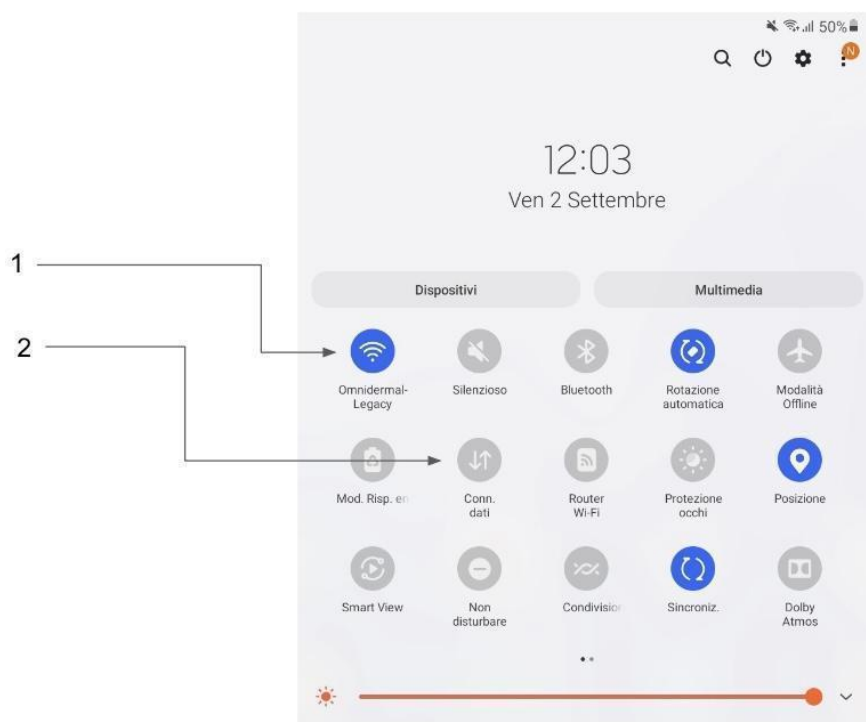 50%
N
12:03
Ven 2 Settembre
1
Dispositivi Multimedia
2
Omnidermal-
Legacy
Silenzioso
Bluetooth
Rotazione
automatica
Modalità
Offline
Mod. Risp. en
Conn.
dati
Router
Wi-Fi
Protezione
occhi
Posizione
Smart View
Non
disturbare
Condivision
Sincroniz.
Dolby
Atmos